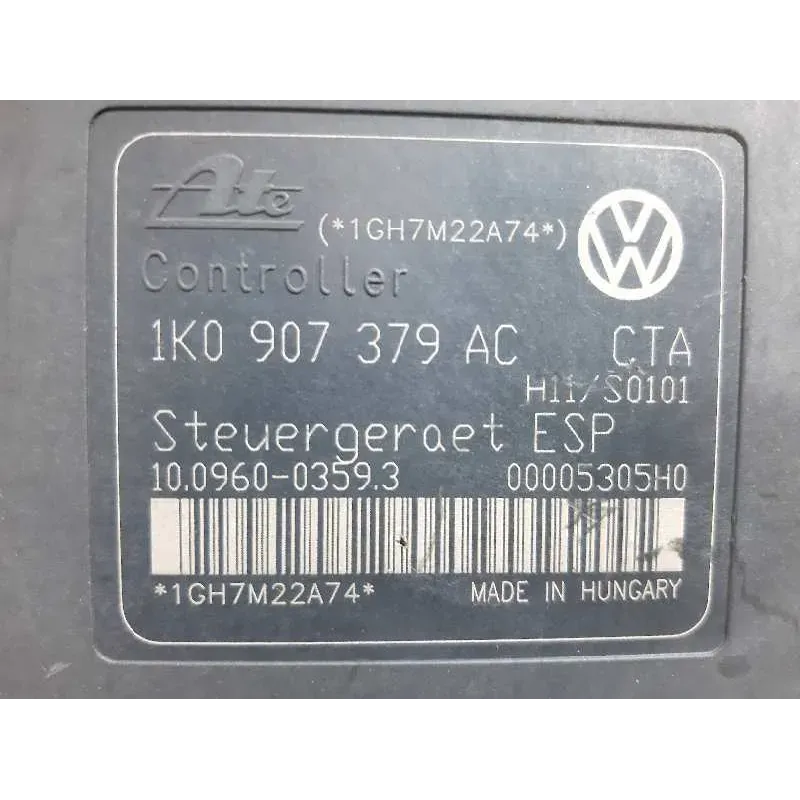 Ate
(*1GH7M22A74*)
VW
Controller
1K0 907 379 AC CTA
H11/S0101
Steuergeraet ESP
10.0960-0359.3 00005305H0
*1GH7M22A74* MADE IN HUNGARY